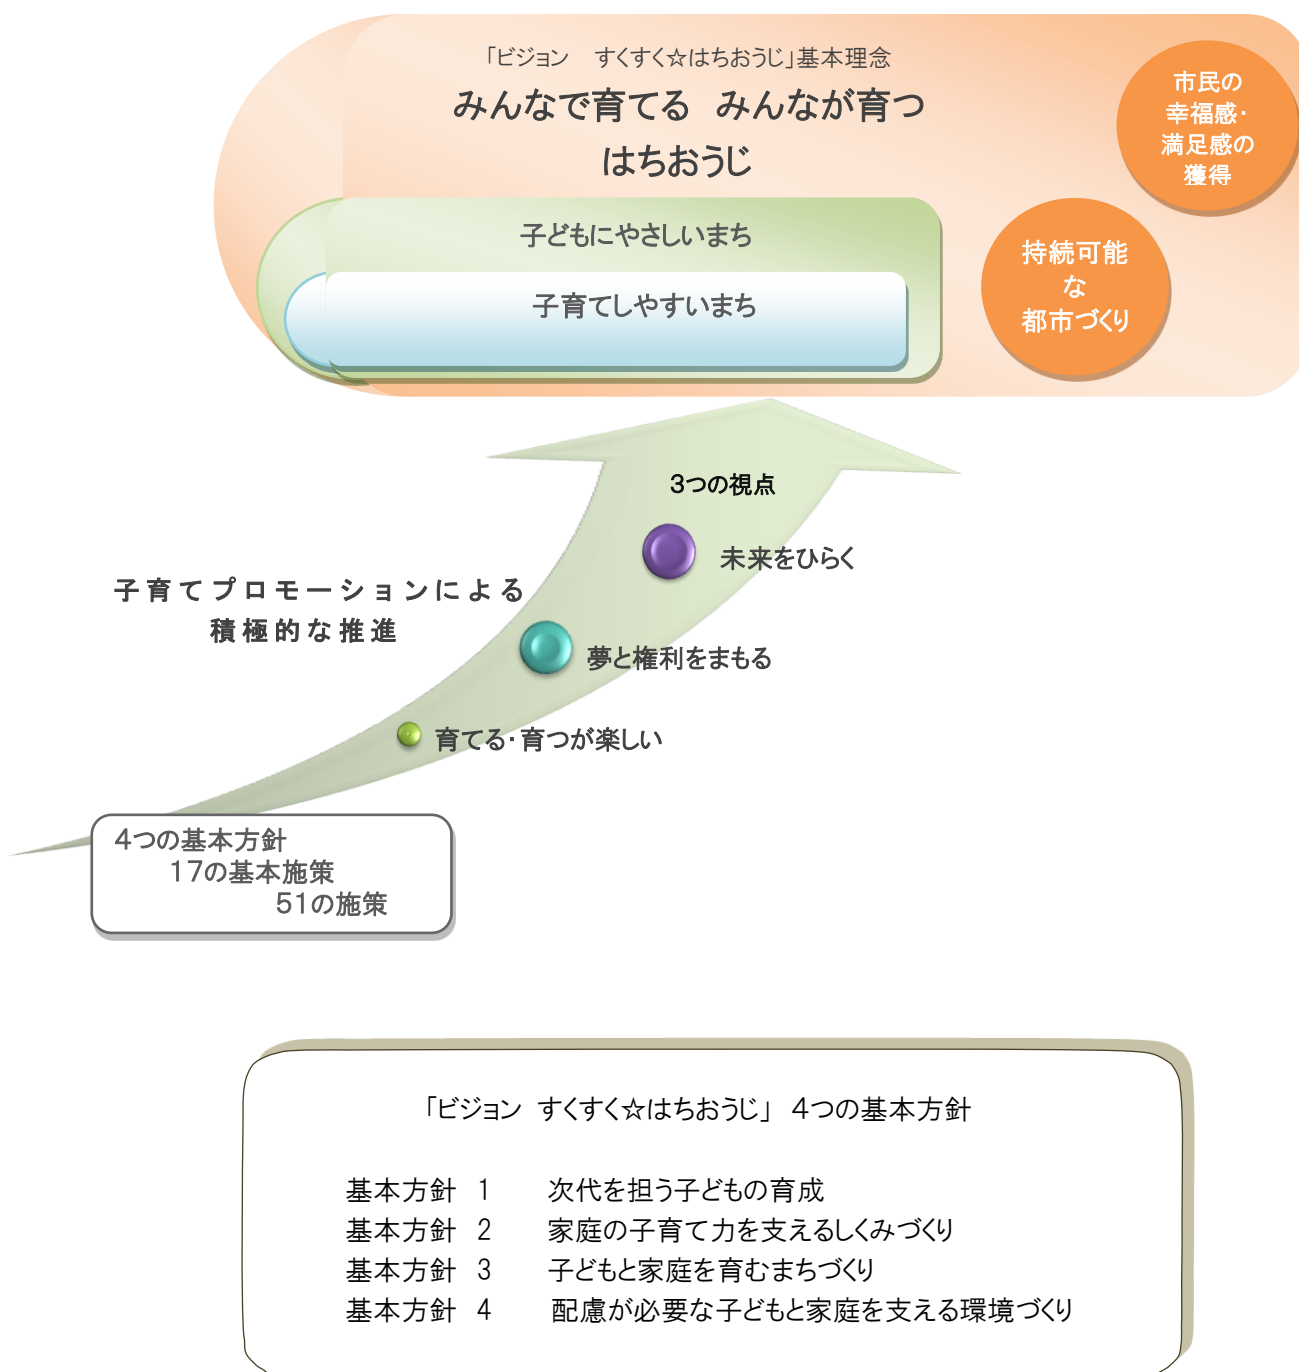 「ビジョン　すくすく☆はちおうじ」基本理念
みんなで育てる　みんなが育つ
はちおうじ
市民の
幸福感・
満足感の
獲得
子どもにやさしいまち
子育てしやすいまち
持続可能
な
都市づくり
3つの視点
未来をひらく
子育てプロモーションによる
積極的な推進
夢と権利をまもる
育てる・育つが楽しい
4つの基本方針
17の基本施策
51の施策
「ビジョン　すくすく☆はちおうじ」　4つの基本方針
基本方針　1　　次代を担う子どもの育成
基本方針　2　　家庭の子育て力を支えるしくみづくり
基本方針　3　　子どもと家庭を育むまちづくり
基本方針　4　　配慮が必要な子どもと家庭を支える環境づくり